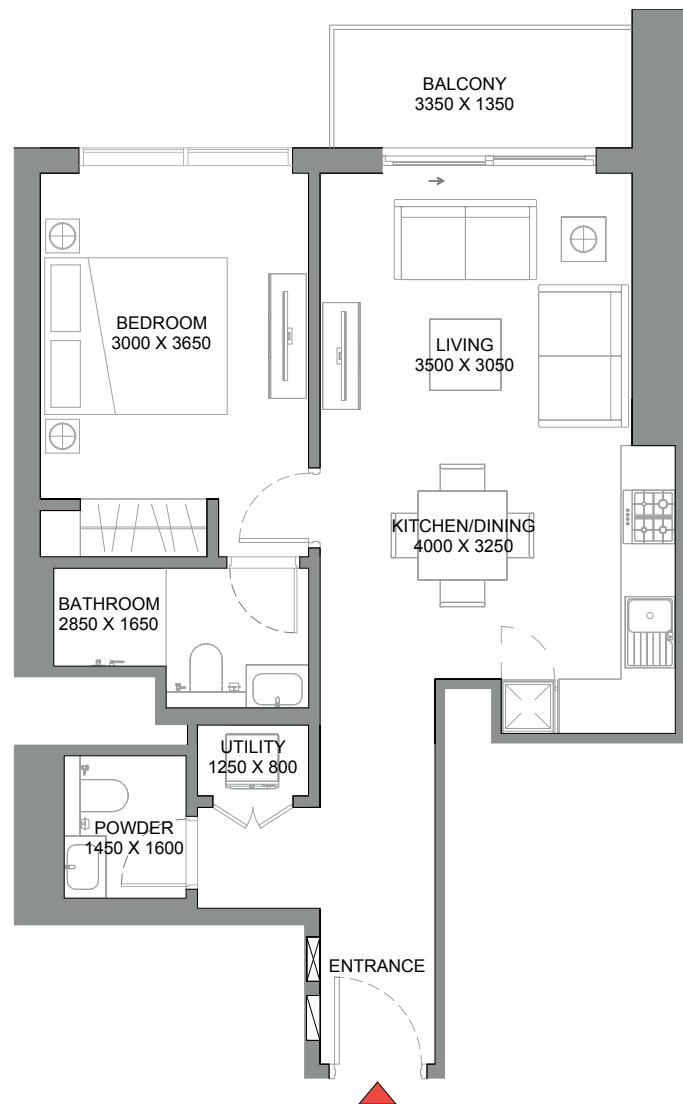 BALCONY
3350 X 1350
BEDROOM
3000 X 3650
LIVING
3500 X 3050
KITCHEN/DINING
4000 X 3250
BATHROOM
2850 X 1650
UTILITY
1250 X 800
POWDER
1450 X 1600
ENTRANCE